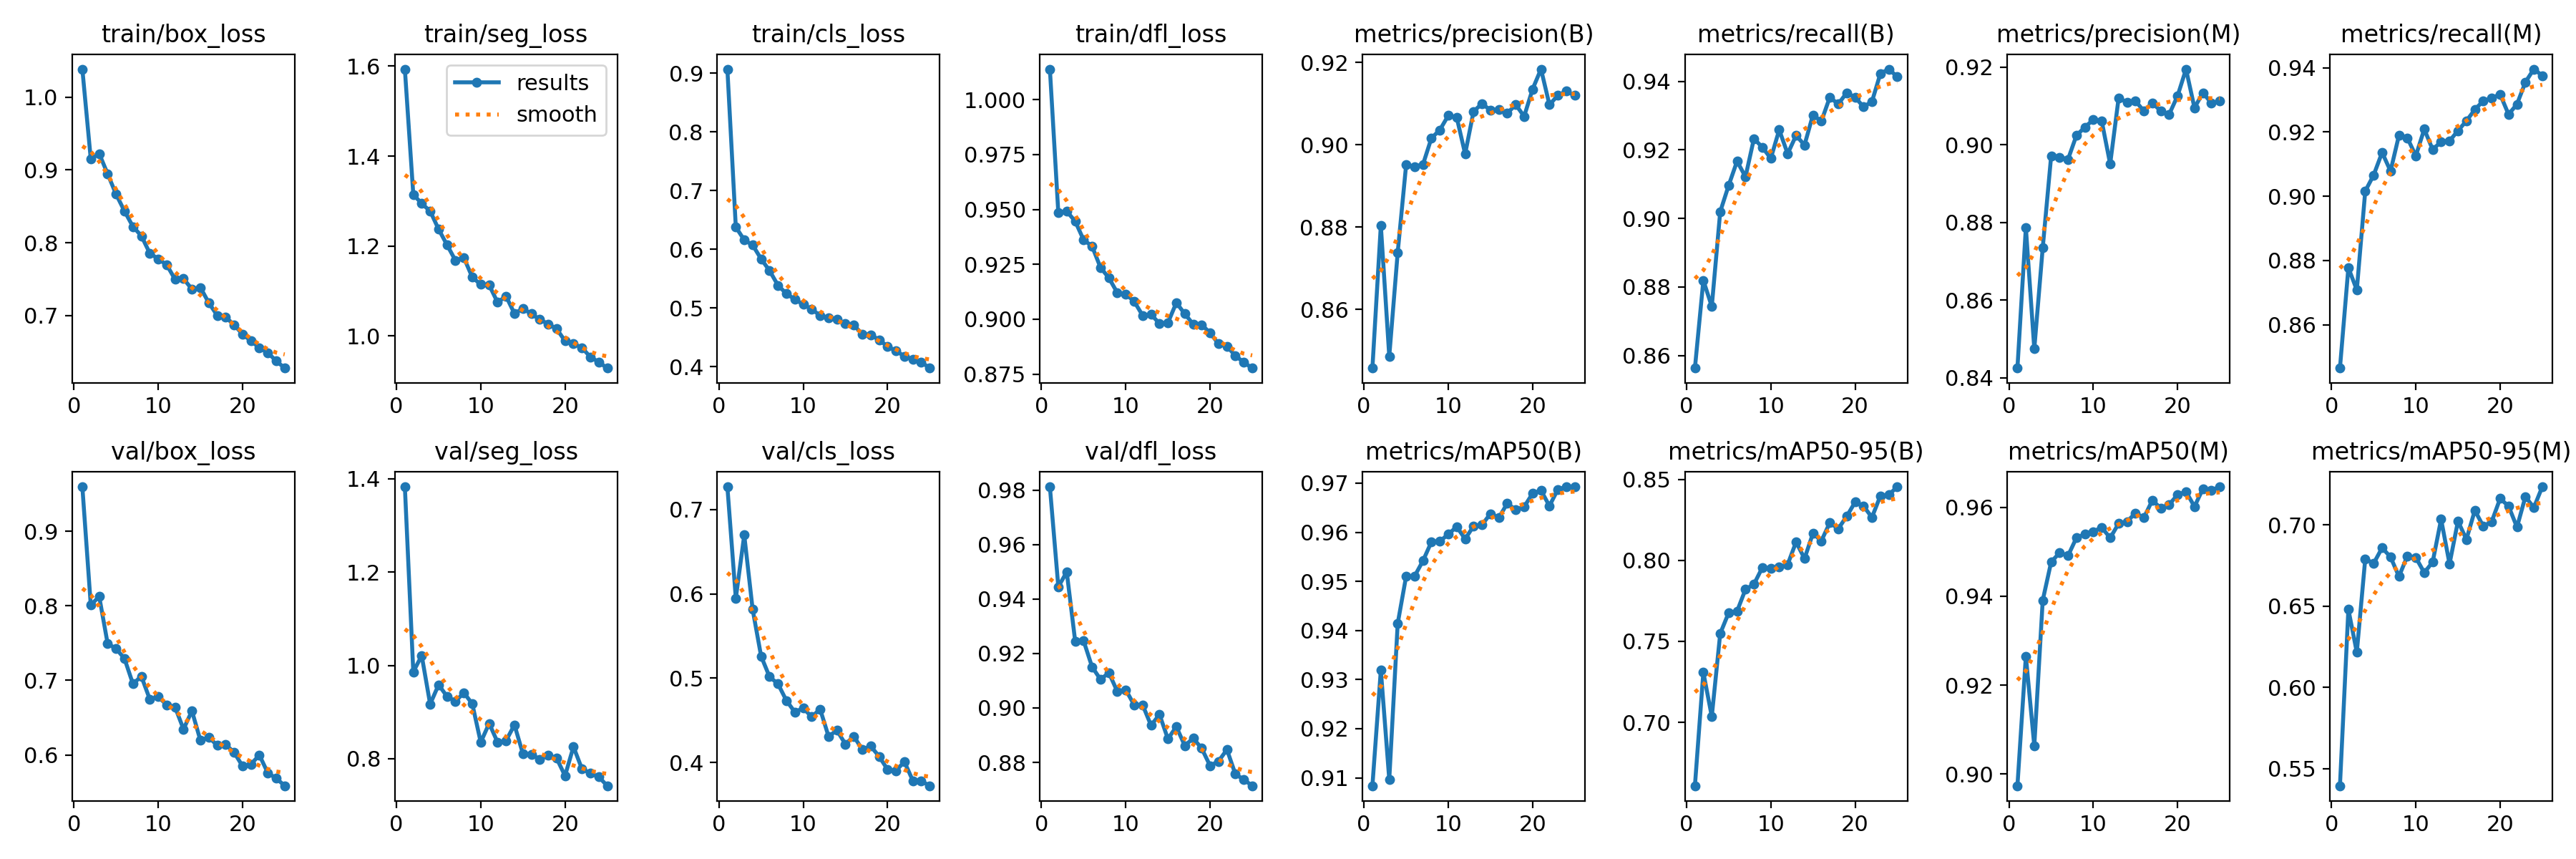 train/box_loss
train/seg_loss
train/cls_loss
train/dfl_loss
metrics/precision(B)
metrics/recall(B)
metrics/precision(M)
metrics/recall(M)
1.0
0.9
0.8
0.7
0 10 20
1.6
1.4
1.2
1.0
results
smooth
0 10 20
0.9
0.8
0.7
0.6
0.5
0.4
0 10 20
1.000
0.975
0.950
0.925
0.900
0.875
0 10 20
0.92
0.90
0.88
0.86
0 10 20
0.94
0.92
0.90
0.88
0.86
0 10 20
0.92
0.90
0.88
0.86
0.84
0 10 20
0.94
0.92
0.90
0.88
0.86
0 10 20
val/box_loss
val/seg_loss
val/cls_loss
val/dfl_loss
metrics/mAP50(B)
metrics/mAP50-95(B)
metrics/mAP50(M)
metrics/mAP50-95(M)
0.9
0.8
0.7
0.6
0 10 20
1.4
1.2
1.0
0.8
0 10 20
0.7
0.6
0.5
0.4
0 10 20
0.98
0.96
0.94
0.92
0.90
0.88
0 10 20
0.97
0.96
0.95
0.94
0.93
0.92
0.91
0 10 20
0.85
0.80
0.75
0.70
0 10 20
0.96
0.94
0.92
0.90
0 10 20
0.70
0.65
0.60
0.55
0 10 20